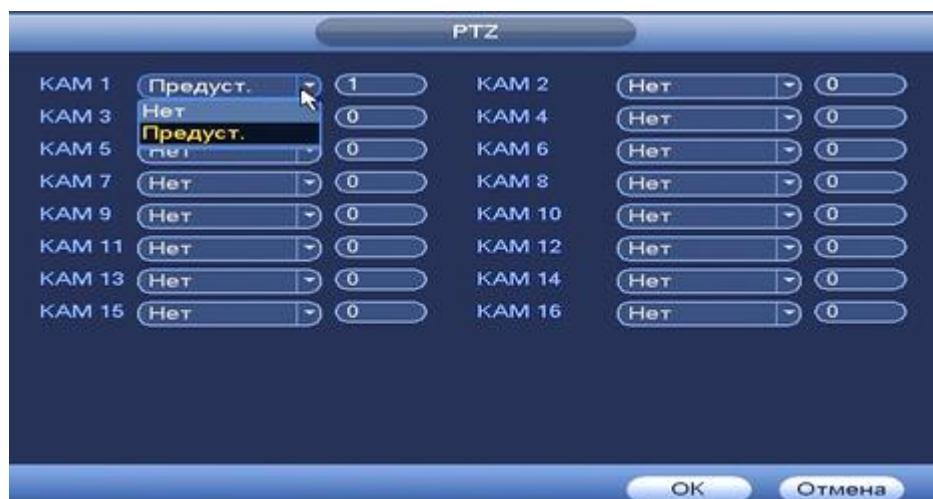 PTZ
КАМ 1 Предуст. 1 КАМ 2 Нет 0
КАМ 3 Нет 0 КАМ 4 Нет 0
Предуст.
КАМ 5 Нет 0 КАМ 6 Нет 0
КАМ 7 Нет 0 КАМ 8 Нет 0
КАМ 9 Нет 0 КАМ 10 Нет 0
КАМ 11 Нет 0 КАМ 12 Нет 0
КАМ 13 Нет 0 КАМ 14 Нет 0
КАМ 15 Нет 0 КАМ 16 Нет 0
OK Отмена